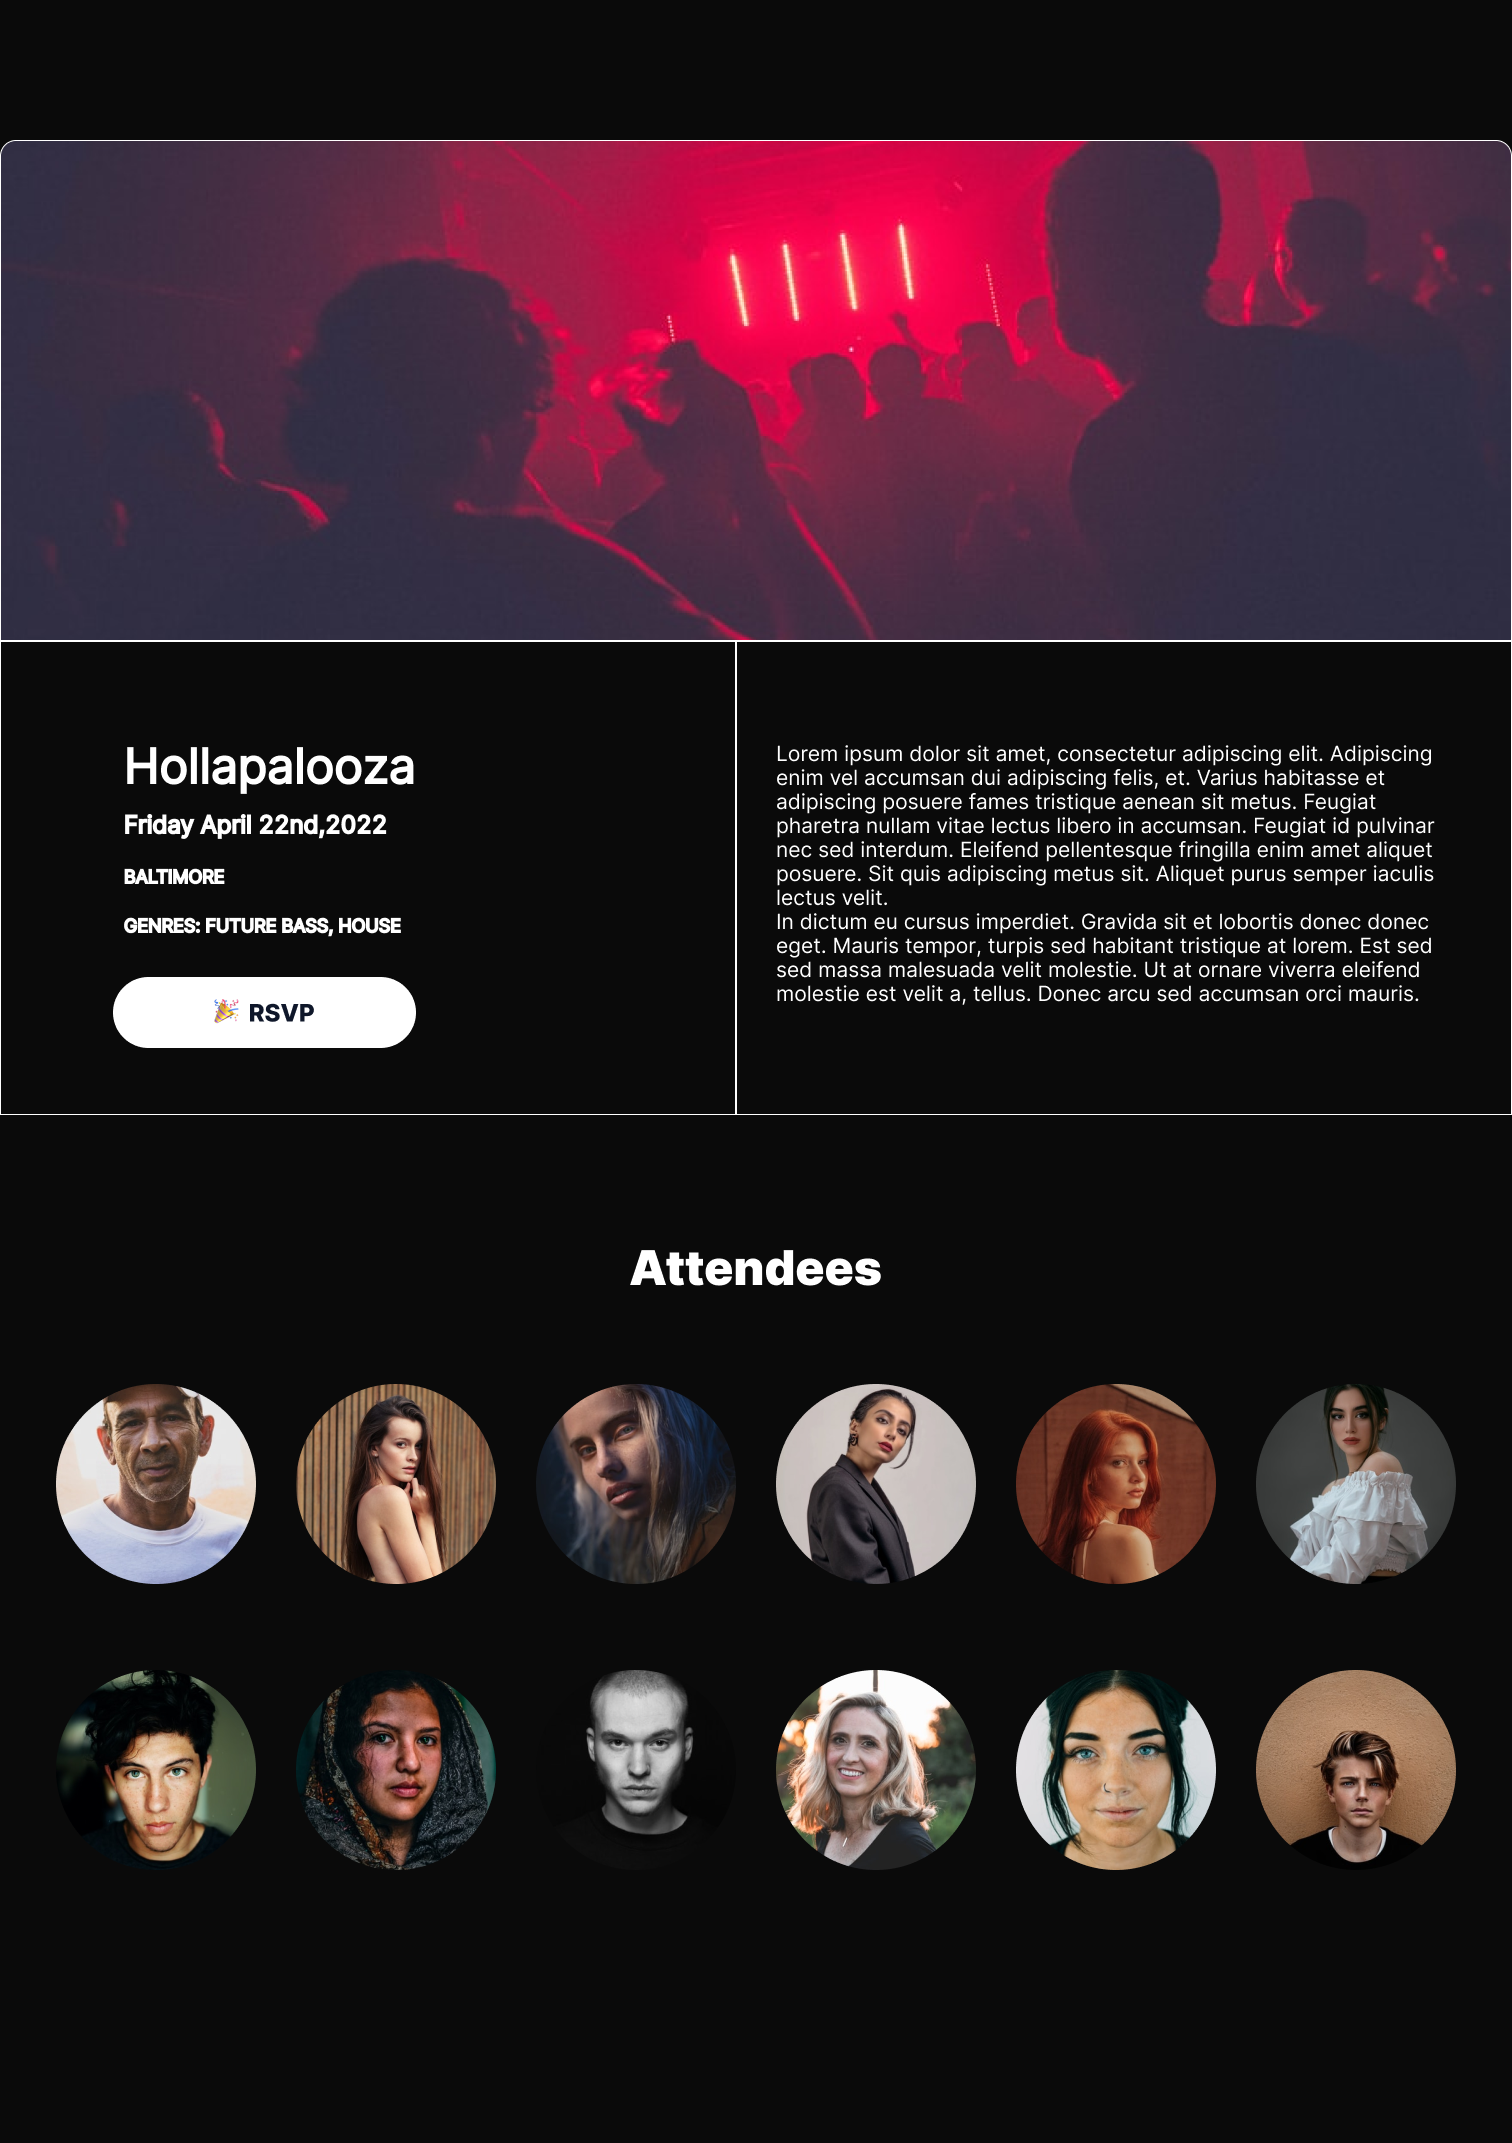 Hollapalooza
Friday April 22nd,2022
BALTIMORE
GENRES: FUTURE BASS, HOUSE
🎉 RSVP
Lorem ipsum dolor sit amet, consectetur adipiscing elit. Adipiscing
enim vel accumsan dui adipiscing felis, et. Varius habitasse et
adipiscing posuere fames tristique aenean sit metus. Feugiat
pharetra nullam vitae lectus libero in accumsan. Feugiat id pulvinar
nec sed interdum. Eleifend pellentesque fringilla enim amet aliquet
posuere. Sit quis adipiscing metus sit. Aliquet purus semper iaculis
lectus velit.
In dictum eu cursus imperdiet. Gravida sit et lobortis donec donec
eget. Mauris tempor, turpis sed habitant tristique at lorem. Est sed
sed massa malesuada velit molestie. Ut at ornare viverra eleifend
molestie est velit a, tellus. Donec arcu sed accumsan orci mauris.
Attendees